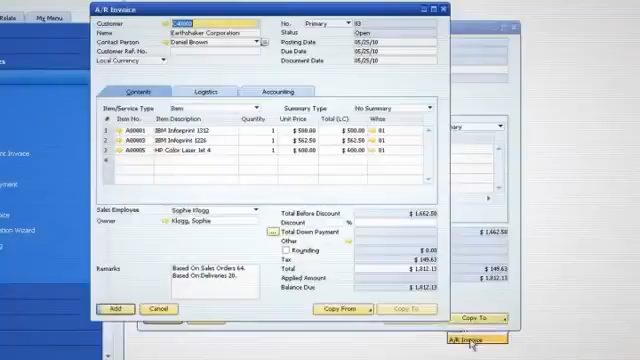 Relate
My Menu
A/R Invoice
Customer C40000 No. Primary 83
Name Earthshaker Corporation Status Open
Contact Person Daniel Brown Posting Date 05/25/10
Customer Ref. No. Due Date 05/25/10
Local Currency Document Date 05/25/10
Contents Logistics Accounting
Item/Service Type Item Summary Type No Summary
# Item No. Item Description Quantity Unit Price Total (LC) Whse
1 A00001 IBM Infoprint 1312 1 $ 500.00 $ 500.00 01
2 A00003 IBM Infoprint 1226 1 $ 562.50 $ 562.50 01
3 A00005 HP Color Laser Jet 4 1 $ 600.00 $ 600.00 01
4
Sales Employee Sophie Klogg
Owner Klogg, Sophie
Total Before Discount $ 1,662.50
Discount %
Total Down Payment
Other
Rounding $ 0.00
Tax $ 149.63
Total $ 1,812.13
Applied Amount
Balance Due $ 1,812.13
Remarks Based On Sales Orders 64.
Based On Deliveries 20.
Add Cancel Copy From Copy To
nt Invoice
yment
oice
ation Wizard
mary
$ 1,662.50
$ 149.63
$ 1,812.13
Copy To
A/R Invoice